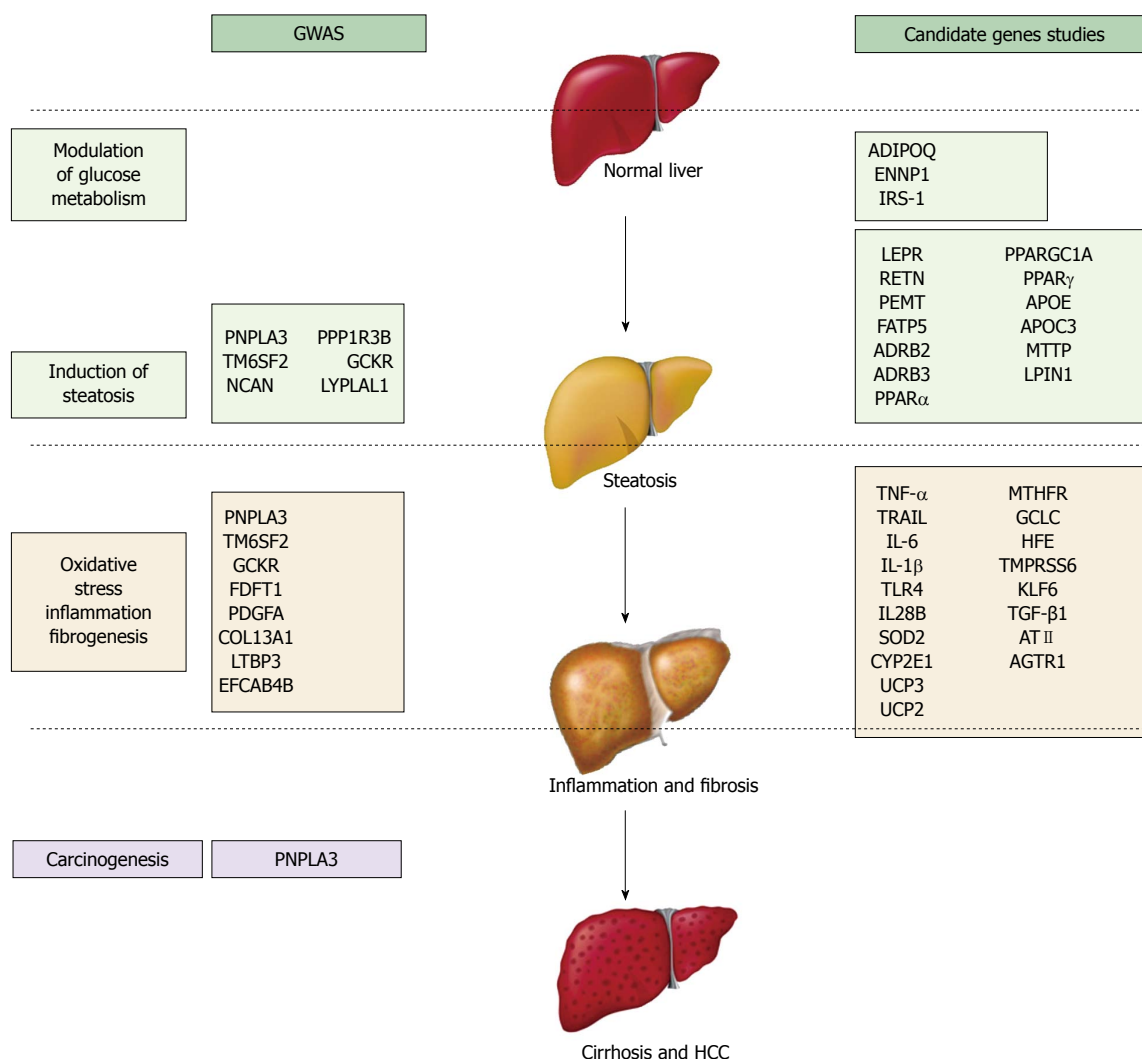 GWAS
Candidate genes studies
Modulation
of glucose
metabolism
Normal liver
ADIPOQ
ENNP1
IRS-1
Induction of
steatosis
PNPLA3 PPP1R3B
TM6SF2 GCKR
NCAN LYPLAL1
LEPR PPARGC1A
RETN PPARγ
PEMT APOE
FATP5 APOC3
ADRB2 MTTP
ADRB3 LPIN1
PPARα
Steatosis
Oxidative
stress
inflammation
fibrogenesis
PNPLA3
TM6SF2
GCKR
FDFT1
PDGFA
COL13A1
LTBP3
EFCAB4B
TNF-α MTHFR
TRAIL GCLC
IL-6 HFE
IL-1β TMPRSS6
TLR4 KLF6
IL28B TGF-β1
SOD2 AT Ⅱ
CYP2E1 AGTR1
UCP3
UCP2
Inflammation and fibrosis
Carcinogenesis
PNPLA3
Cirrhosis and HCC